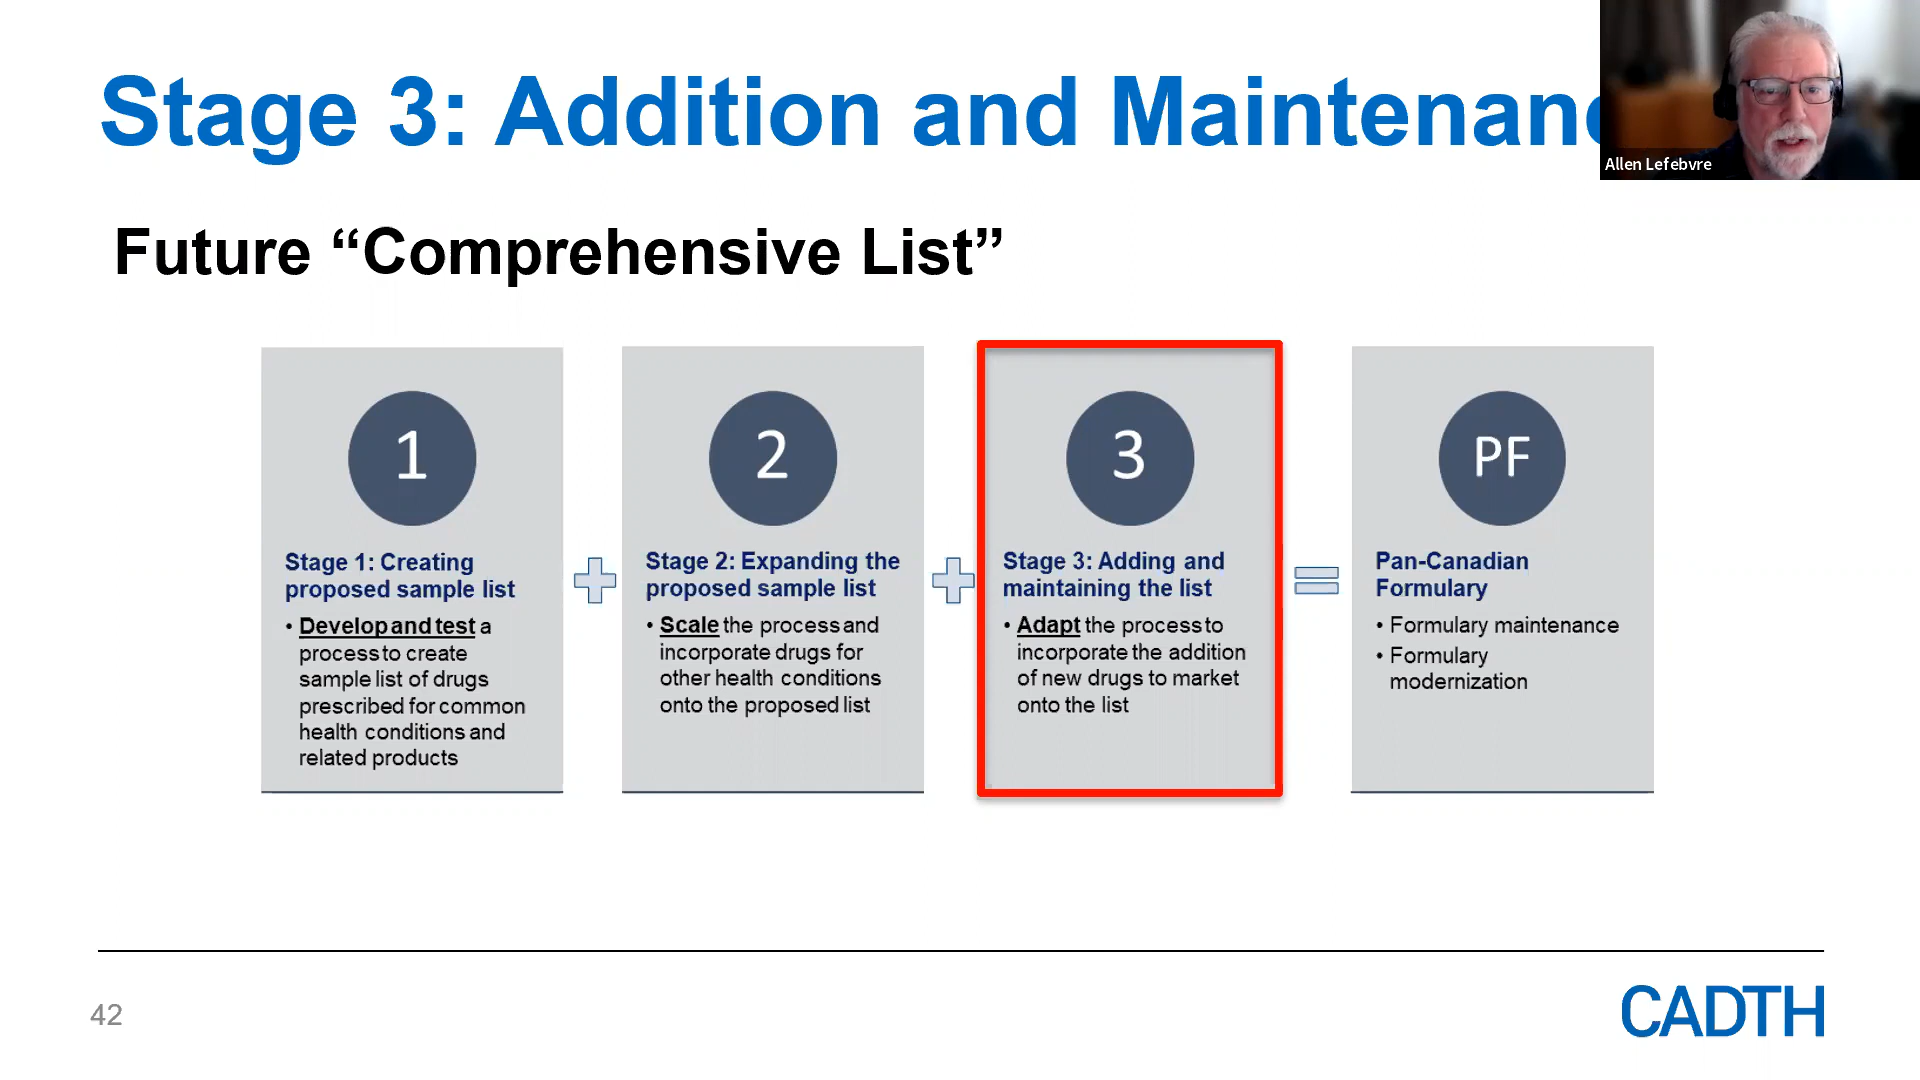 Stage 3: Addition and Maintenan
Allen Lefebvre
Future “Comprehensive List”
1
Stage 1: Creating
proposed sample list
• Develop and test a
process to create
sample list of drugs
prescribed for common
health conditions and
related products
2
Stage 2: Expanding the
proposed sample list
• Scale the process and
incorporate drugs for
other health conditions
onto the proposed list
3
Stage 3: Adding and
maintaining the list
• Adapt the process to
incorporate the addition
of new drugs to market
onto the list
PF
Pan-Canadian
Formulary
• Formulary maintenance
• Formulary
modernization
42
CADTH